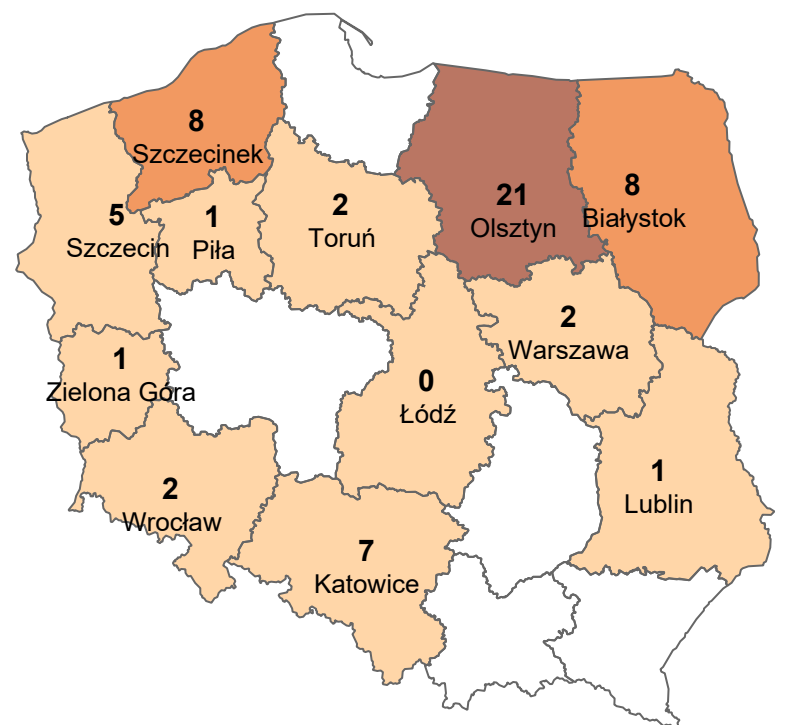 8
Szczecinek
21
Olsztyn
8
Białystok
5
Szczecin
1
Piła
2
Toruń
2
Warszawa
1
Zielona Góra
0
Łódź
2
Wrocław
1
Lublin
7
Katowice